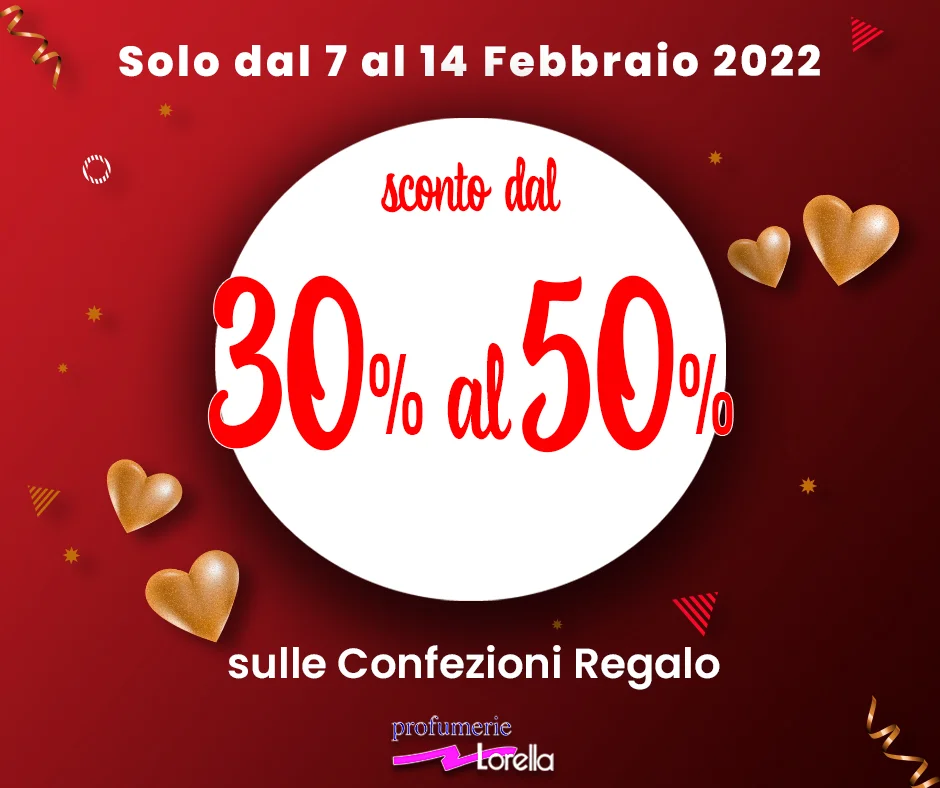 Solo dal 7 al 14 Febbraio 2022
sconto dal
30% al 50%
sulle Confezioni Regalo
profumerie
Lorella